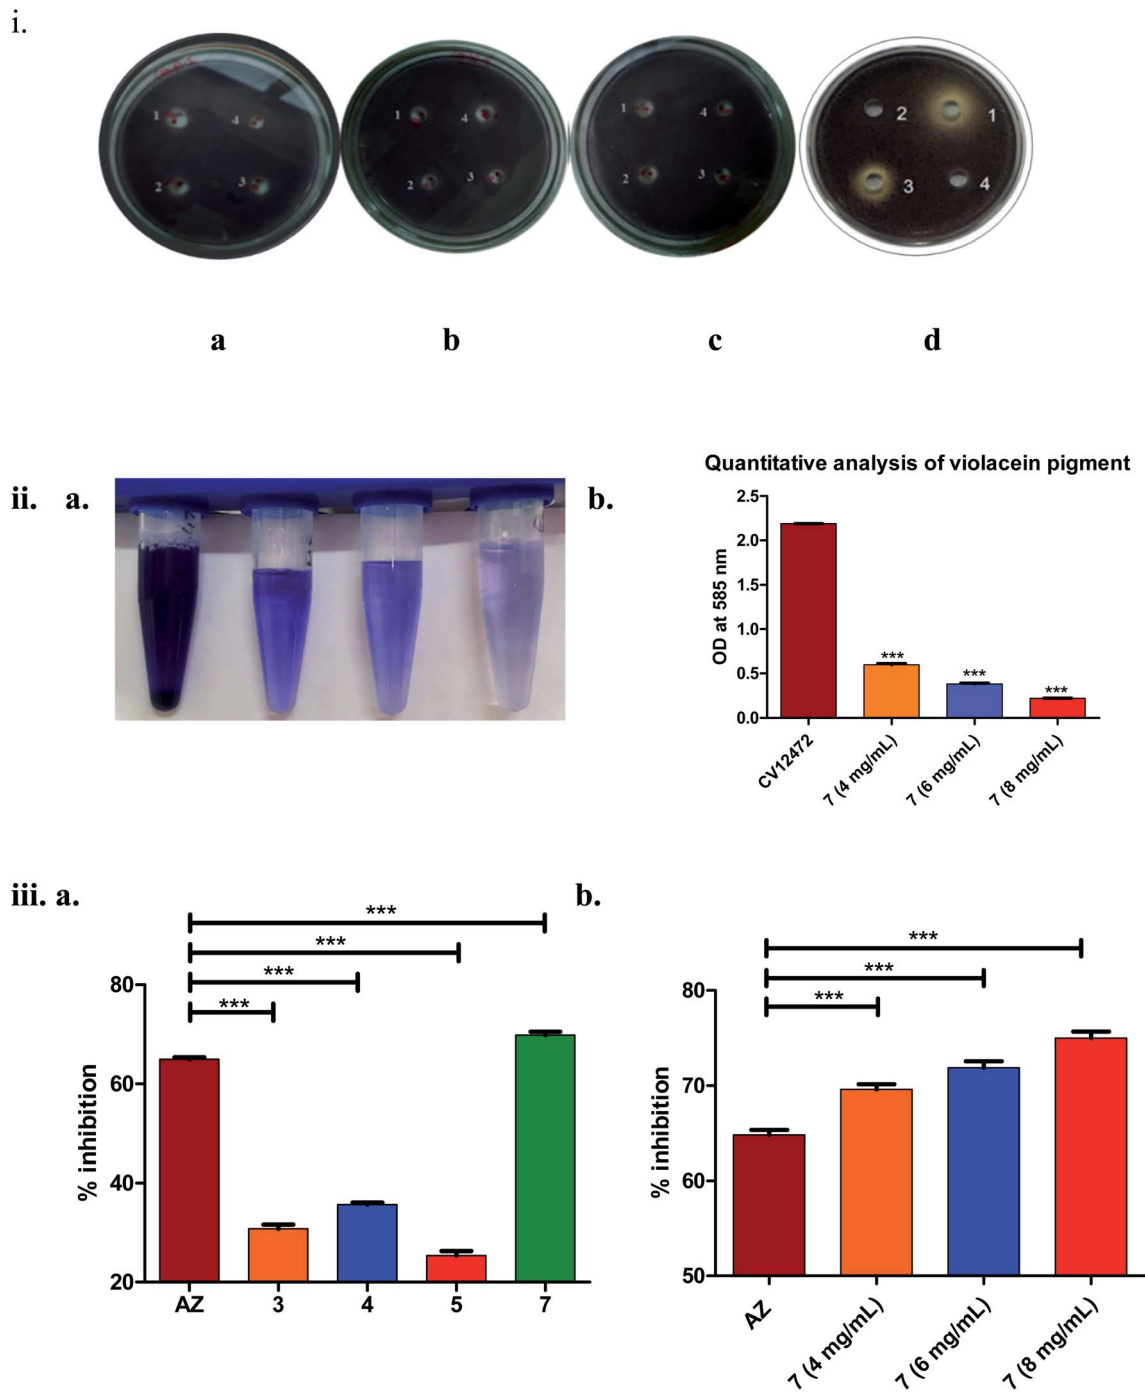 i.
1 4 1 4 1 4 2 1
2 3 2 3 2 3 3 4
a b c d
Quantitative analysis of violacein pigment
ii. a. b.
OD at 585 nm
2.5
2.0
1.5
1.0
0.5
0.0
***
***
***
CV12472
7 (4 mg/mL)
7 (6 mg/mL)
7 (8 mg/mL)
iii. a.
***
***
***
***
% inhibition
80
60
40
20
AZ 3 4 5 7
b.
***
***
***
% inhibition
80
70
60
50
AZ
7 (4 mg/mL)
7 (6 mg/mL)
7 (8 mg/mL)